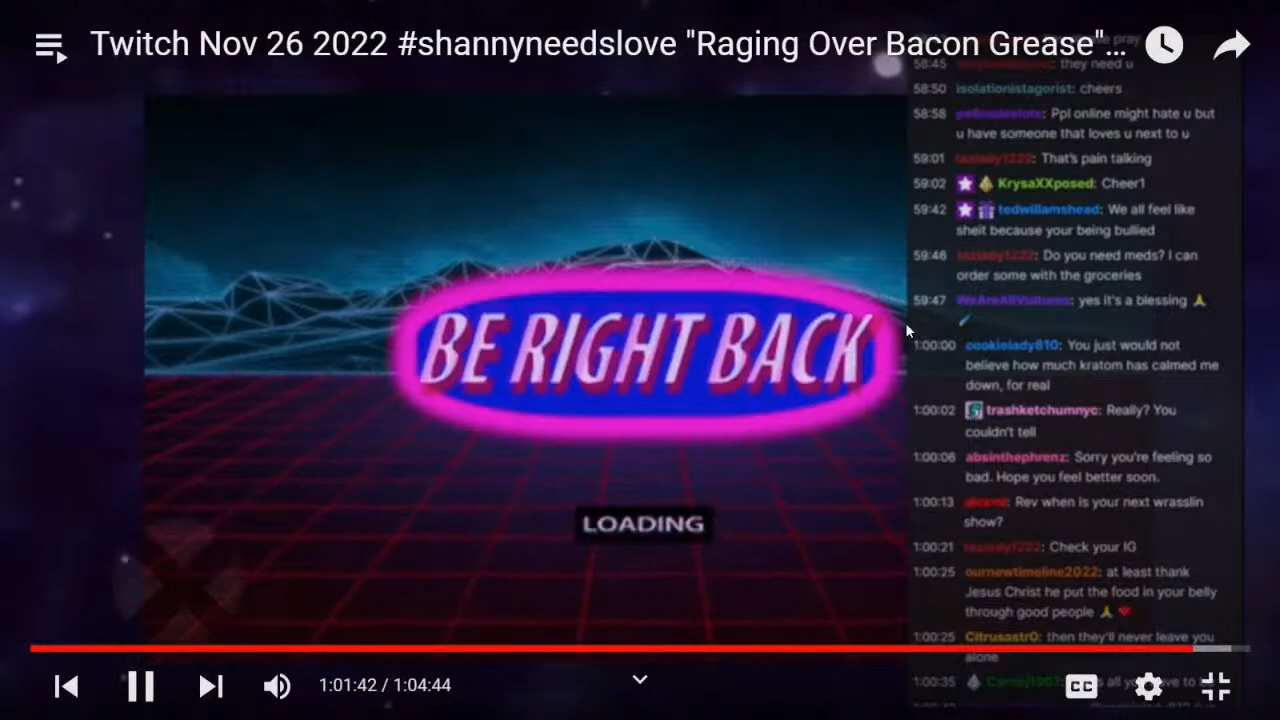 Twitch Nov 26 2022 #shannyneedslove "Raging Over Bacon Grease"...
pray
58:45 they need u
58:50 isolationistagorist: cheers
58:58 Ppl online might hate u but
u have someone that loves u next to u
59:01 That's pain talking
59:02 KrysaXXposed: Cheer1
59:42 tedwillamshead: We all feel like
sheit because your being bullied
59:46 Do you need meds? I can
order some with the groceries
59:47 WeAreAllVultures: yes it's a blessing 🙏
1:00:00 cookielady810: You just would not
believe how much kratom has calmed me
down, for real
1:00:02 trashketchumnyc: Really? You
couldn't tell
1:00:06 absinthephrenz: Sorry you're feeling so
bad. Hope you feel better soon.
1:00:13 Rev when is your next wrasslin
show?
1:00:21 Check your IG
1:00:25 ournewtimeline2022: at least thank
Jesus Christ he put the food in your belly
through good people 🙏 ❤️
1:00:25 Citrusastr0: then they'll never leave you
alone
1:00:35 all
BE RIGHT BACK
LOADING
1:01:42 / 1:04:44
CC